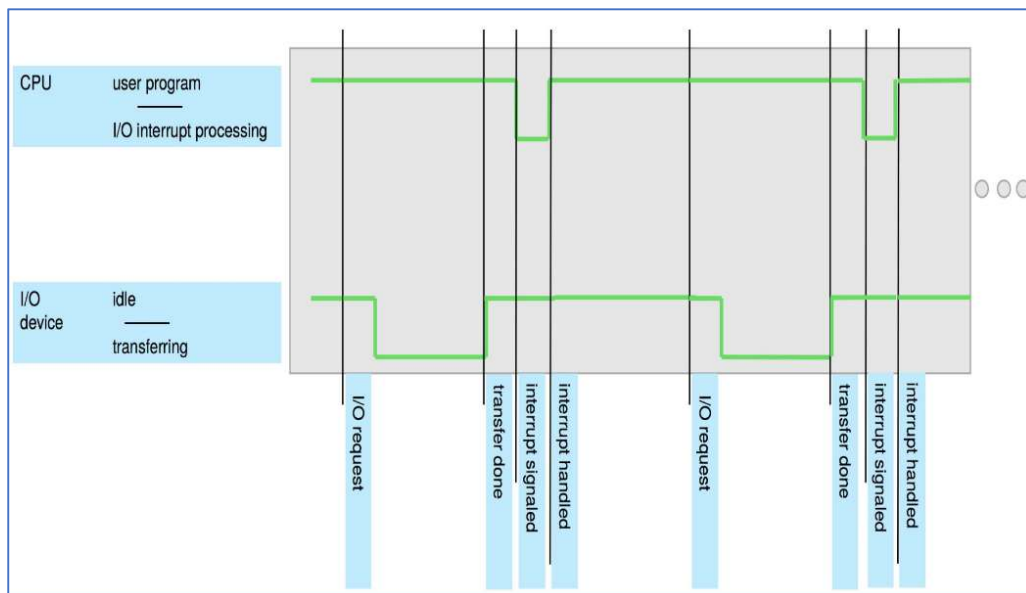 CPU
user program
I/O interrupt processing
I/O
device
idle
transferring
I/O request
transfer done
interrupt signaled
interrupt handled
I/O request
transfer done
interrupt signaled
interrupt handled